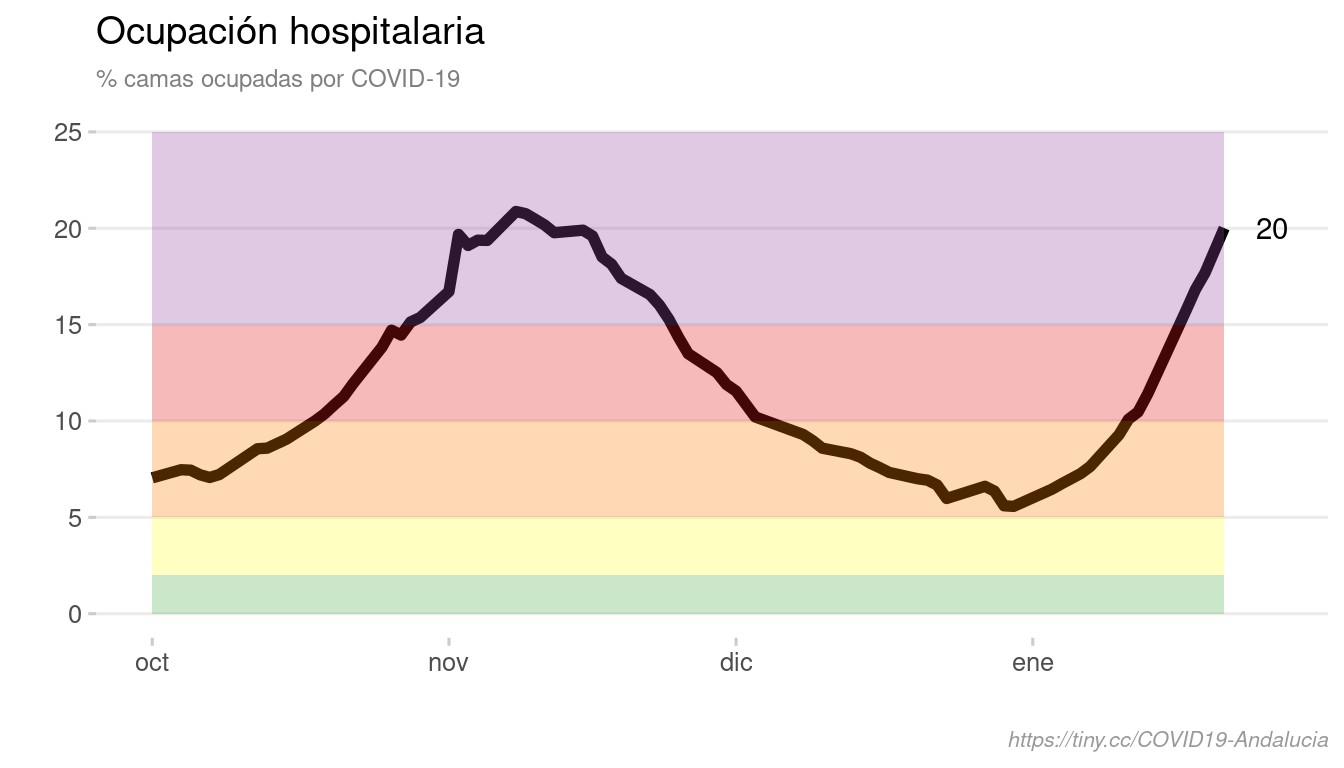 Ocupación hospitalaria
% camas ocupadas por COVID-19
25
20
20
15
10
5
0
oct nov dic ene
https://tiny.cc/COVID19-Andalucia